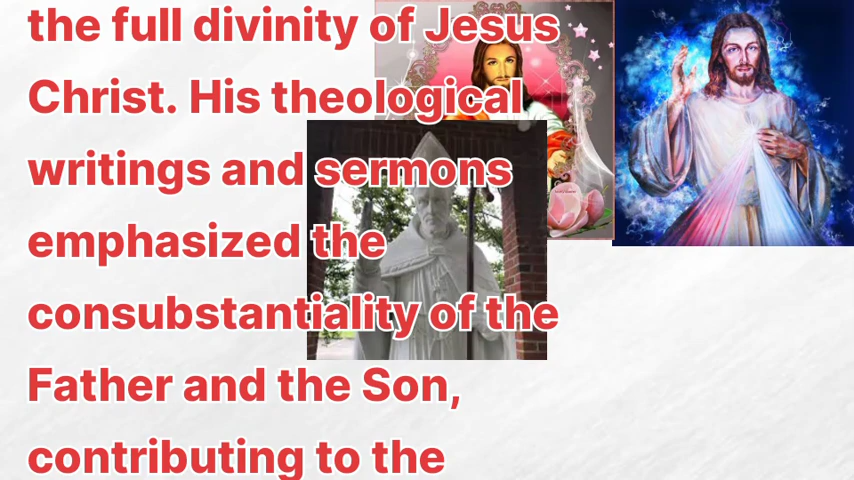 the full divinity of Jesus
Christ. His theological
writings and sermons
emphasized the
consubstantiality of the
Father and the Son,
contributing to the